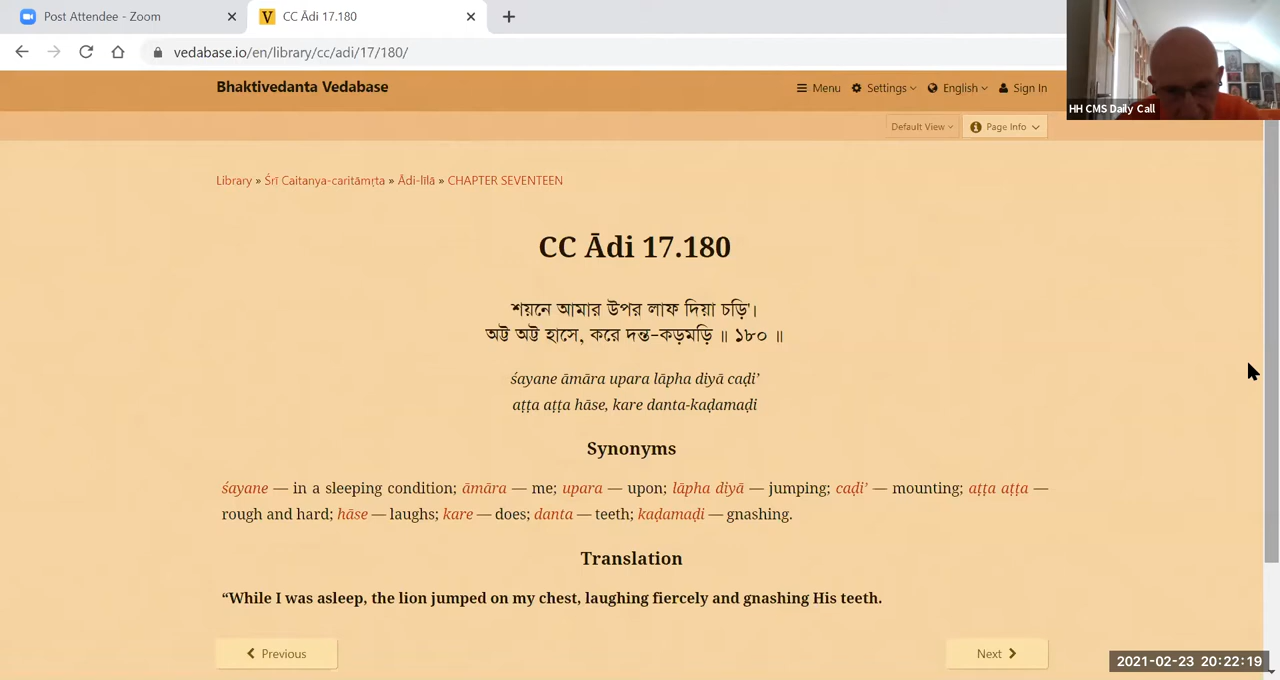 Post Attendee - Zoom
CC Ādi 17.180
vedabase.io/en/library/cc/adi/17/180/
HH CMS Daily Call
Bhaktivedanta Vedabase
Menu Settings English Sign In
Default View Page Info
Library » Śrī Caitanya-caritāmṛta » Ādi-līlā » CHAPTER SEVENTEEN
CC Ādi 17.180
শয়নে আমার উপর লাফ দিয়া চড়ি’।
অট্ট অট্ট হাসে, করে দন্ত-কড়মড়ি ॥ ১৮০ ॥
śayane āmāra upara lāpha diyā caḍi’
aṭṭa aṭṭa hāse, kare danta-kaḍamaḍi
Synonyms
śayane — in a sleeping condition; āmāra — me; upara — upon; lāpha diyā — jumping; caḍi’ — mounting; aṭṭa aṭṭa —
rough and hard; hāse — laughs; kare — does; danta — teeth; kaḍamaḍi — gnashing.
Translation
“While I was asleep, the lion jumped on my chest, laughing fiercely and gnashing His teeth.
Previous
Next
2021-02-23 20:22:19